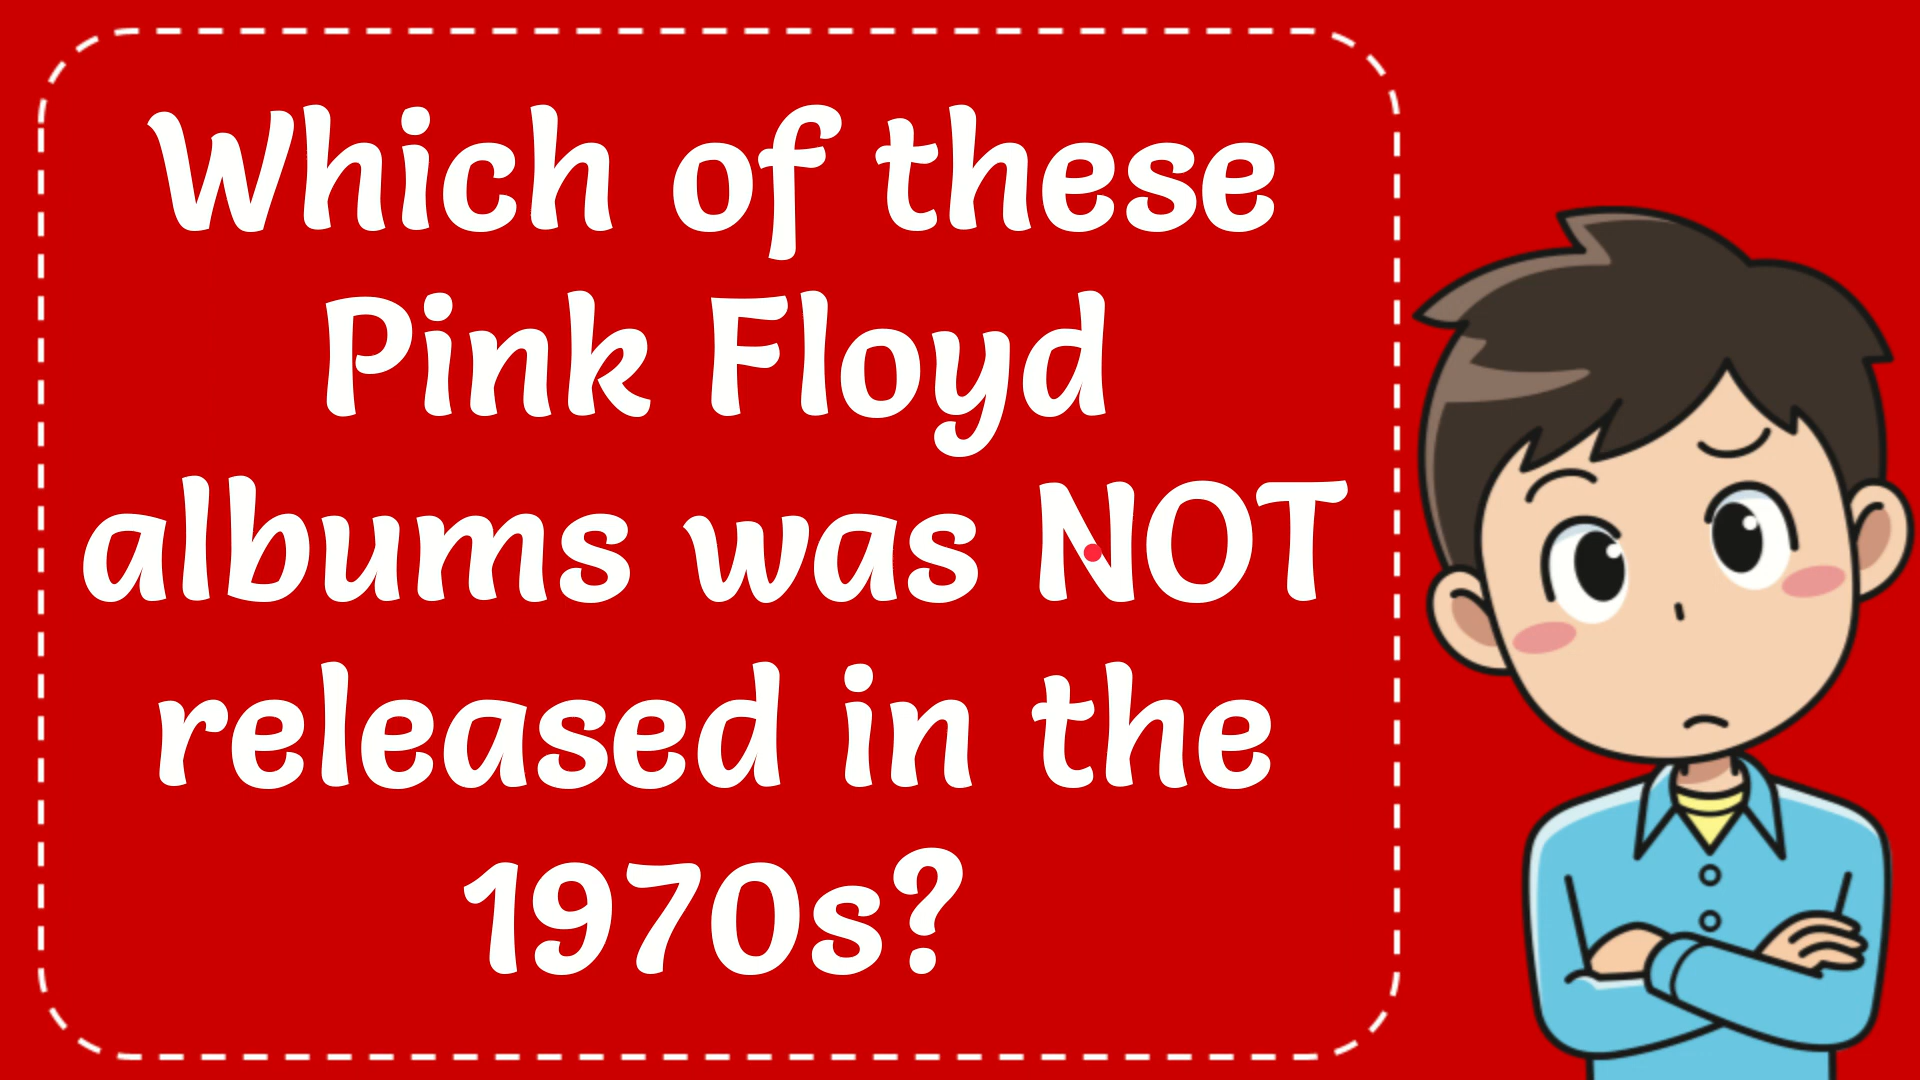 Which of these
Pink Floyd
albums was NOT
released in the
1970s?